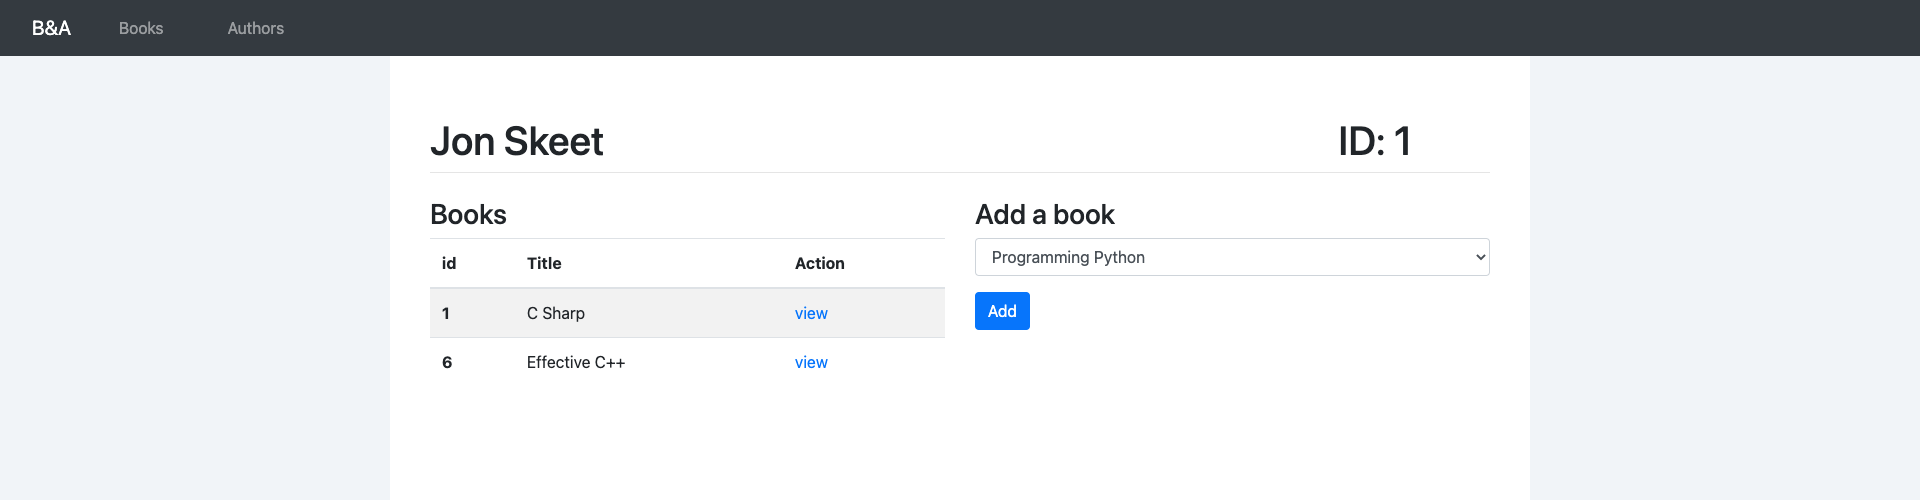 B&A Books Authors
Jon Skeet ID: 1
Books
id Title Action
1 C Sharp view
6 Effective C++ view
Add a book
Programming Python
Add